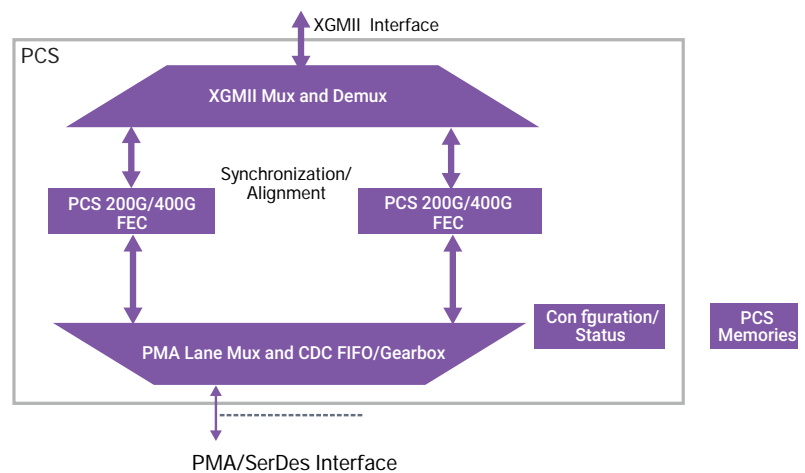 XGMII Interface
PCS
XGMII Mux and Demux
Synchronization/
Alignment
PCS 200G/400G
FEC
PCS 200G/400G
FEC
Con figuration/
Status
PCS
Memories
PMA Lane Mux and CDC FIFO/Gearbox
PMA/SerDes Interface